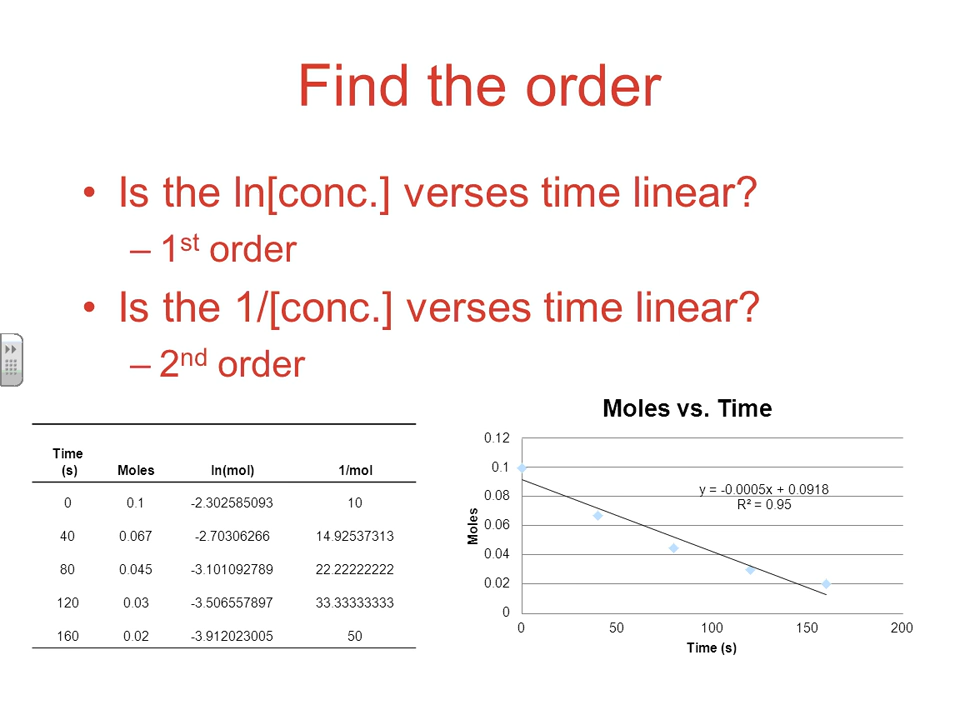 Find the order
• Is the ln[conc.] verses time linear?
– 1st order
• Is the 1/[conc.] verses time linear?
– 2nd order
Time (s) Moles ln(mol) 1/mol
0 0.1 -2.302585093 10
40 0.067 -2.70306266 14.92537313
80 0.045 -3.101092789 22.22222222
120 0.03 -3.506557897 33.33333333
160 0.02 -3.912023005 50
Moles vs. Time
0.12
0.1
0.08
0.06
0.04
0.02
0
Moles
y = -0.0005x + 0.0918
R² = 0.95
0 50 100 150 200
Time (s)